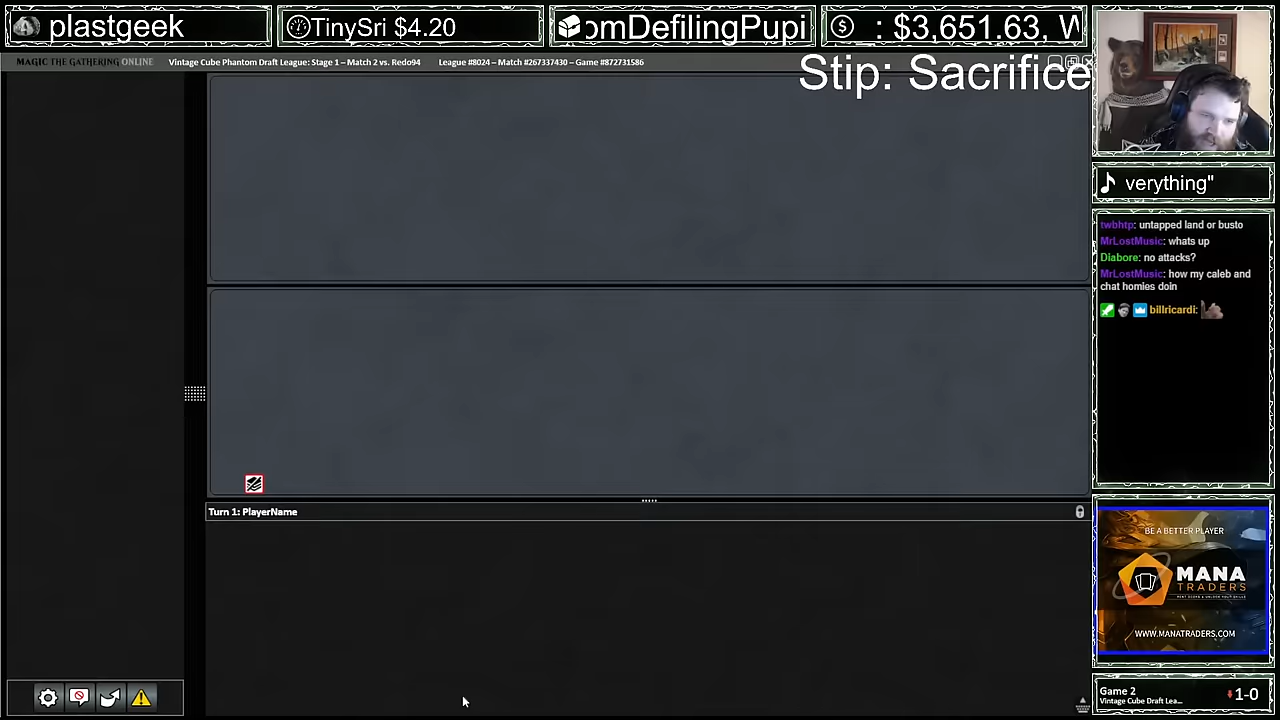 plastgeek
TinySri $4.20
omDefilingPupi
: $3,651.63, W
MAGIC THE GATHERING ONLINE
Vintage Cube Phantom Draft League: Stage 1 – Match 2 vs. Redo94
League #8024 – Match #267337430 – Game #872731586
Stip: Sacrifice
verything"
twbhtp: untapped land or busto
MrLostMusic: whats up
Diabore: no attacks?
MrLostMusic: how my caleb and
chat homies doin
billricardi:
Turn 1: PlayerName
BE A BETTER PLAYER
MANA
TRADERS
WWW.MANATRADERS.COM
Game 2
Vintage Cube Draft Lea...
1-0